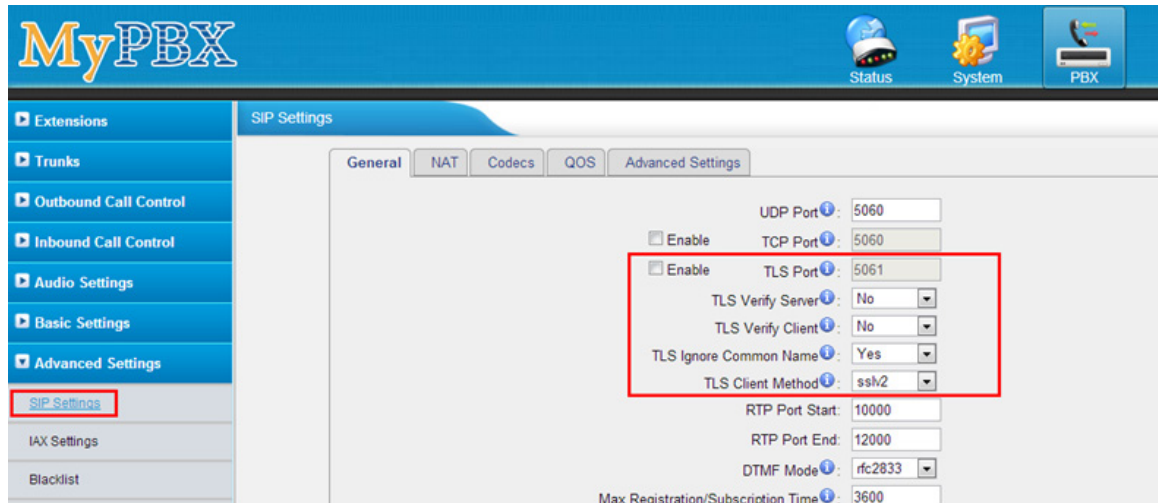 MyPBX
Status
System
PBX
Extensions
Trunks
Outbound Call Control
Inbound Call Control
Audio Settings
Basic Settings
Advanced Settings
SIP Settings
IAX Settings
Blacklist
SIP Settings
General NAT Codecs QOS Advanced Settings
UDP Port i : 5060
Enable TCP Port i : 5060
Enable TLS Port i : 5061
TLS Verify Server i : No
TLS Verify Client i : No
TLS Ignore Common Name i : Yes
TLS Client Method i : sslv2
RTP Port Start: 10000
RTP Port End: 12000
DTMF Mode i : rfc2833
Max Registration/Subscription Time i : 3600